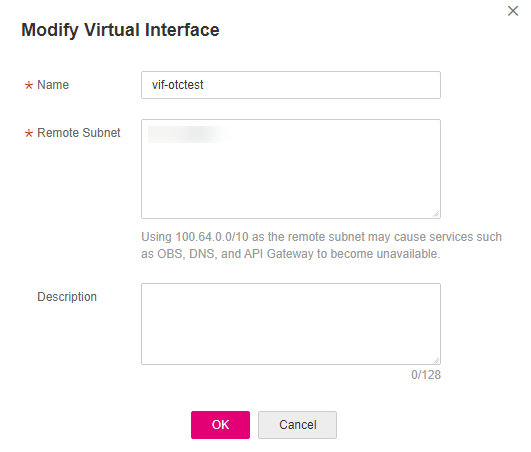 Modify Virtual Interface
* Name
vif-otctest
* Remote Subnet
Using 100.64.0.0/10 as the remote subnet may cause services such
as OBS, DNS, and API Gateway to become unavailable.
Description
0/128
OK
Cancel